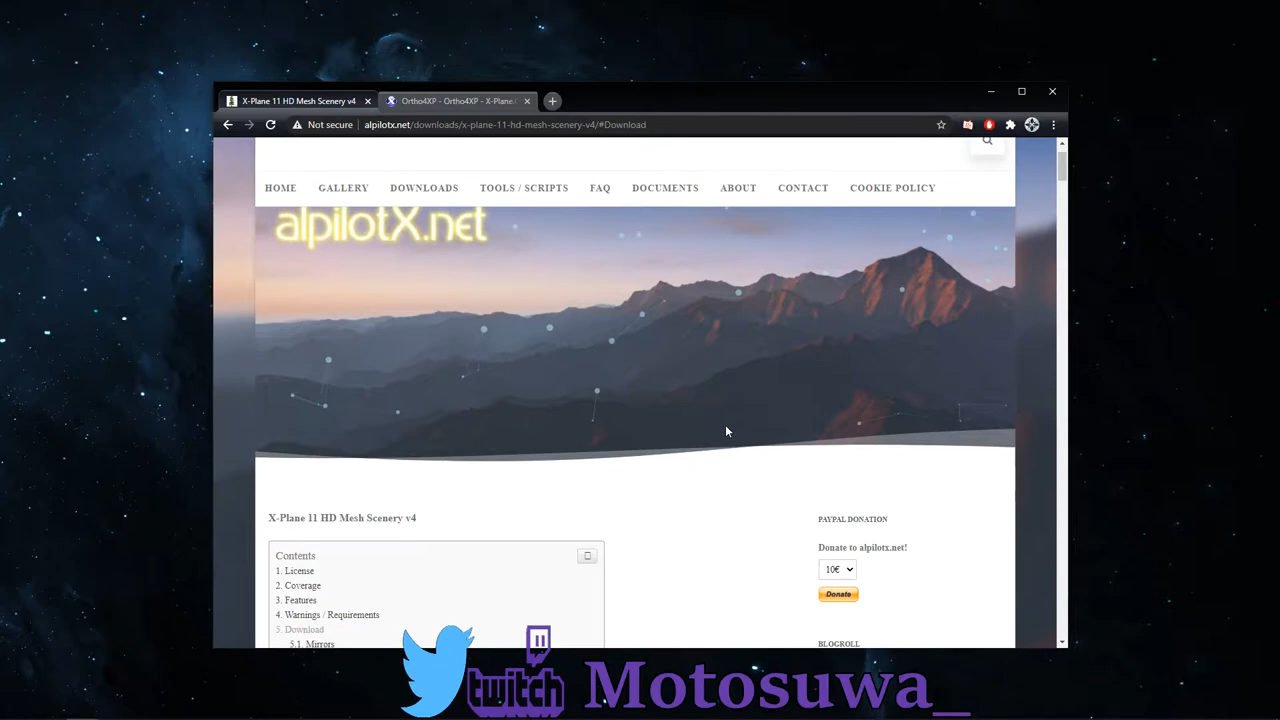 X-Plane 11 HD Mesh Scenery v4
Ortho4XP - Ortho4XP - X-Plane.
Not secure
alpilotx.net/downloads/x-plane-11-hd-mesh-scenery-v4/#Download
HOME GALLERY DOWNLOADS TOOLS / SCRIPTS FAQ DOCUMENTS ABOUT CONTACT COOKIE POLICY
alpilotX.net
X-Plane 11 HD Mesh Scenery v4
Contents
1. License
2. Coverage
3. Features
4. Warnings / Requirements
5. Download
5.1. Mirrors
PAYPAL DONATION
Donate to alpilotx.net!
10€
Donate
BLOGROLL
twitch Motosuwa_